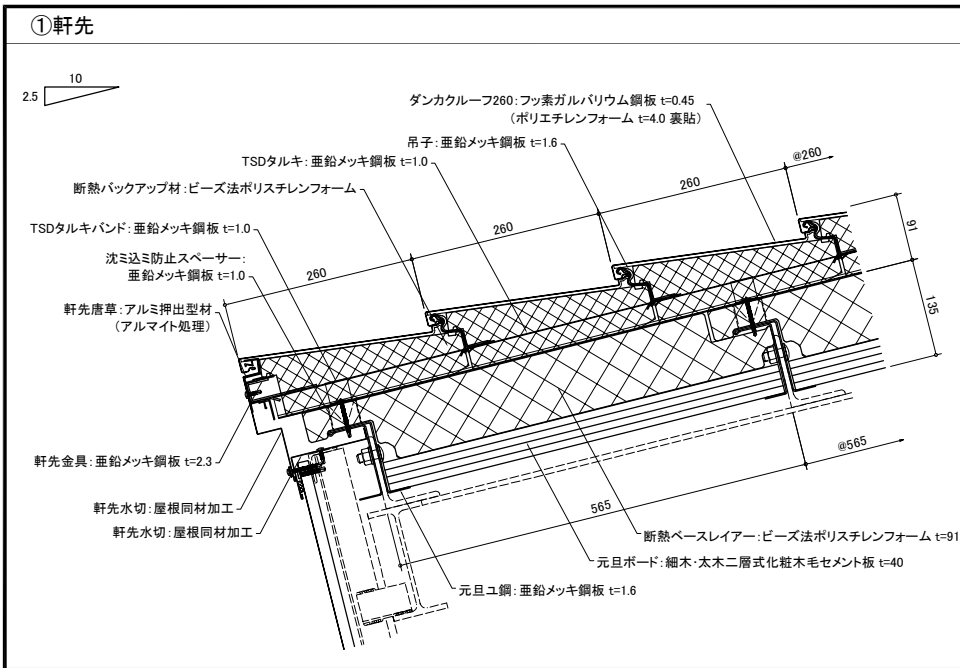 ①軒先
10
2.5
ダンカクルーフ260:フッ素ガルバリウム鋼板 t=0.45
(ポリエチレンフォーム t=4.0 裏貼)
吊子:亜鉛メッキ鋼板 t=1.6
TSDタルキ:亜鉛メッキ鋼板 t=1.0
断熱バックアップ材:ビーズ法ポリスチレンフォーム
TSDタルキバンド:亜鉛メッキ鋼板 t=1.0
沈ミ込ミ防止スペーサー:
亜鉛メッキ鋼板 t=1.0
軒先唐草:アルミ押出型材
(アルマイト処理)
@260
260
260
260
91
135
軒先金具:亜鉛メッキ鋼板 t=2.3
軒先水切:屋根同材加工
軒先水切:屋根同材加工
@565
565
断熱ベースレイアー:ビーズ法ポリスチレンフォーム t=91
元旦ボード:細木・太木二層式化粧木毛セメント板 t=40
元旦ユ鋼:亜鉛メッキ鋼板 t=1.6